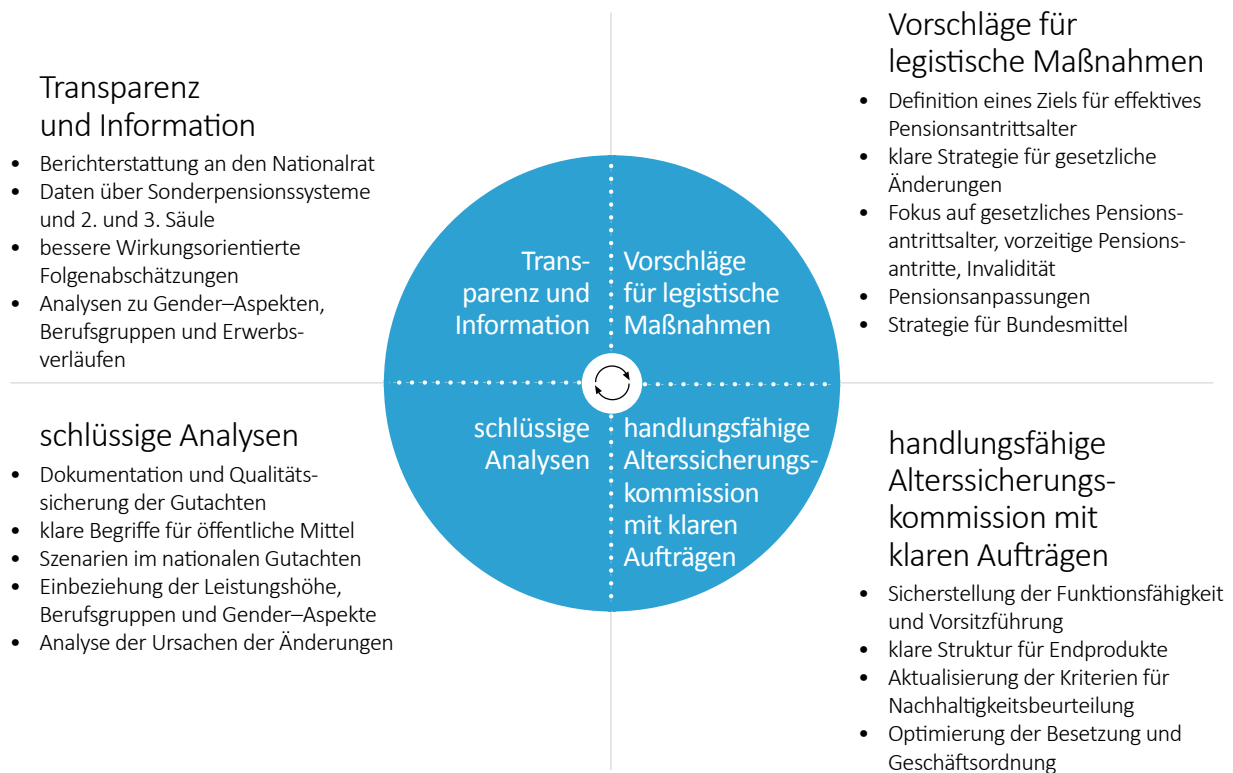 Transparenz
und Information
• Berichterstattung an den Nationalrat
• Daten über Sonderpensionssysteme
und 2. und 3. Säule
• bessere Wirkungsorientierte
Folgenabschätzungen
• Analysen zu Gender–Aspekten,
Berufsgruppen und Erwerbs-
verläufen
Vorschläge für
legistische Maßnahmen
• Definition eines Ziels für effektives
Pensionsantrittsalter
• klare Strategie für gesetzliche
Änderungen
• Fokus auf gesetzliches Pensions-
antrittsalter, vorzeitige Pensions-
antritte, Invalidität
• Pensionsanpassungen
• Strategie für Bundesmittel
Trans-
parenz und
Information
Vorschläge
für legistische
Maßnahmen
schlüssige
Analysen
handlungsfähige
Alterssicherungs-
kommission
mit klaren
Aufträgen
schlüssige Analysen
• Dokumentation und Qualitäts-
sicherung der Gutachten
• klare Begriffe für öffentliche Mittel
• Szenarien im nationalen Gutachten
• Einbeziehung der Leistungshöhe,
Berufsgruppen und Gender–Aspekte
• Analyse der Ursachen der Änderungen
handlungsfähige
Alterssicherungs-
kommission mit
klaren Aufträgen
• Sicherstellung der Funktionsfähigkeit
und Vorsitzführung
• klare Struktur für Endprodukte
• Aktualisierung der Kriterien für
Nachhaltigkeitsbeurteilung
• Optimierung der Besetzung und
Geschäftsordnung